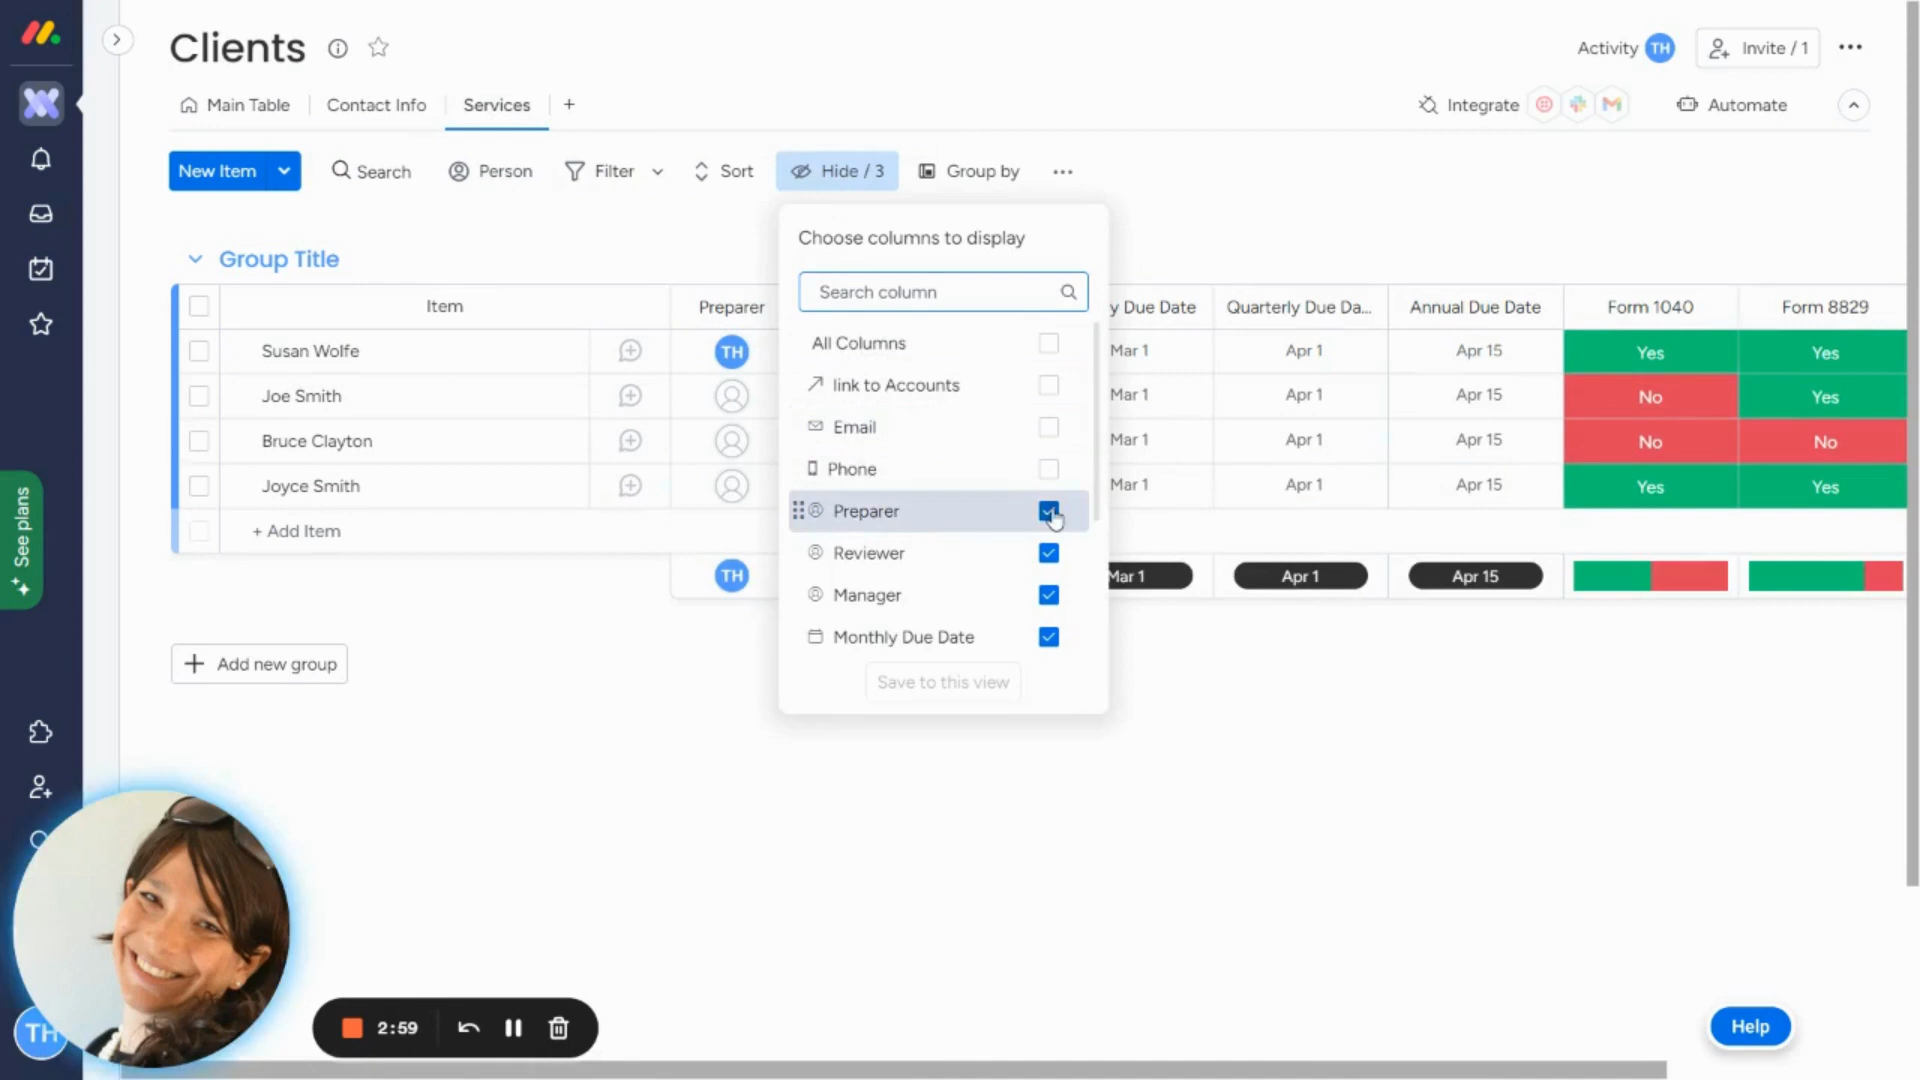 Clients
Activity TH Invite / 1
Main Table Contact Info Services +
Integrate Automate
New Item Search Person Filter Sort Hide / 3 Group by
Group Title
Choose columns to display
Search column
Item Preparer y Due Date Quarterly Due Da... Annual Due Date Form 1040 Form 8829
Susan Wolfe TH Mar 1 Apr 1 Apr 15 Yes Yes
Joe Smith Mar 1 Apr 1 Apr 15 No Yes
Bruce Clayton Mar 1 Apr 1 Apr 15 No No
Joyce Smith Mar 1 Apr 1 Apr 15 Yes Yes
+ Add Item
TH Mar 1 Apr 1 Apr 15
All Columns
link to Accounts
Email
Phone
Preparer
Reviewer
Manager
Monthly Due Date
Save to this view
+ Add new group
See plans
TH
2:59
Help